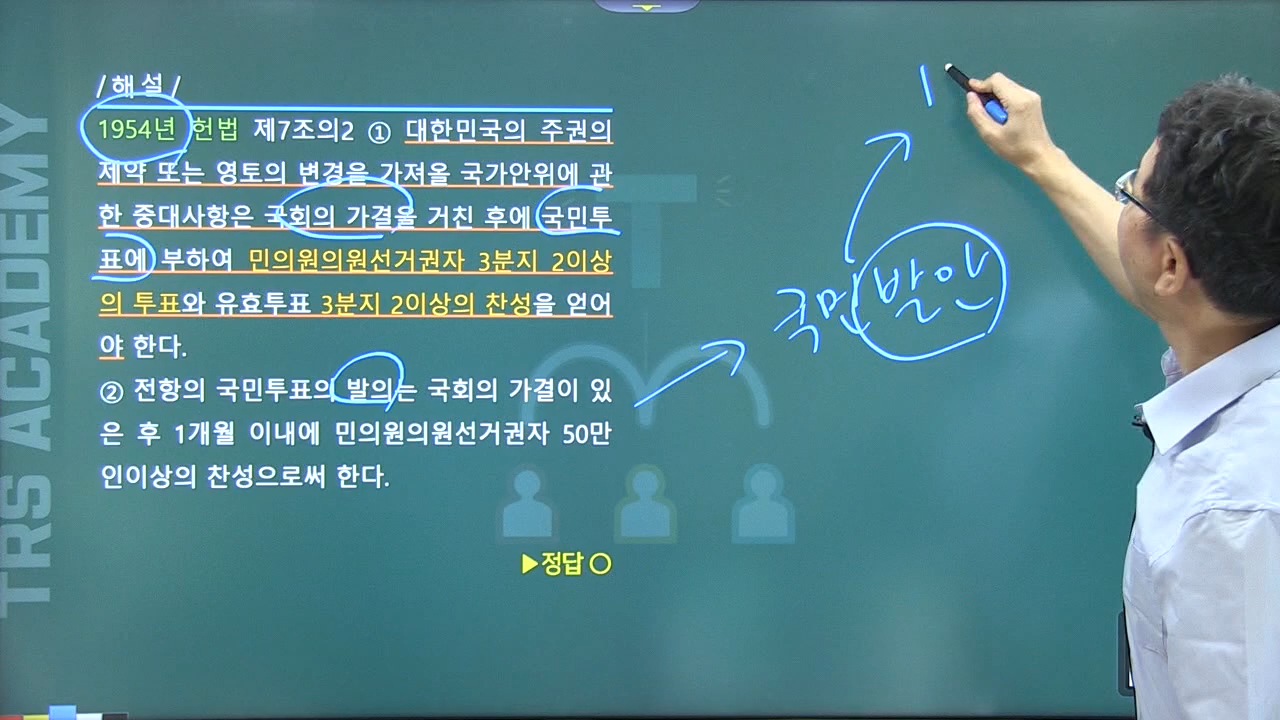 / 해 설 /
1954년 헌법 제7조의2 ① 대한민국의 주권의
제약 또는 영토의 변경을 가져올 국가안위에 관
한 중대사항은 국회의 가결을 거친 후에 국민투
표에 부하여 민의원의원선거권자 3분지 2이상
의 투표와 유효투표 3분지 2이상의 찬성을 얻어
야 한다.
② 전항의 국민투표의 발의는 국회의 가결이 있
은 후 1개월 이내에 민의원의원선거권자 50만
인이상의 찬성으로써 한다.
▶정답 ○
국민발안
1
TRS ACADEMY